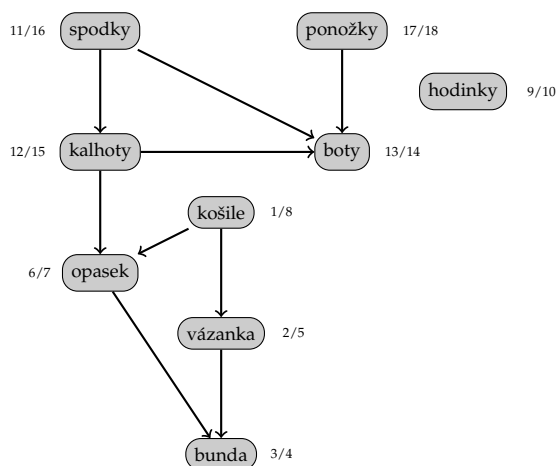 11/16 spodky ponožky 17/18
hodinky 9/10
12/15 kalhoty boty 13/14
košile 1/8
6/7 opasek
vázanka 2/5
bunda 3/4